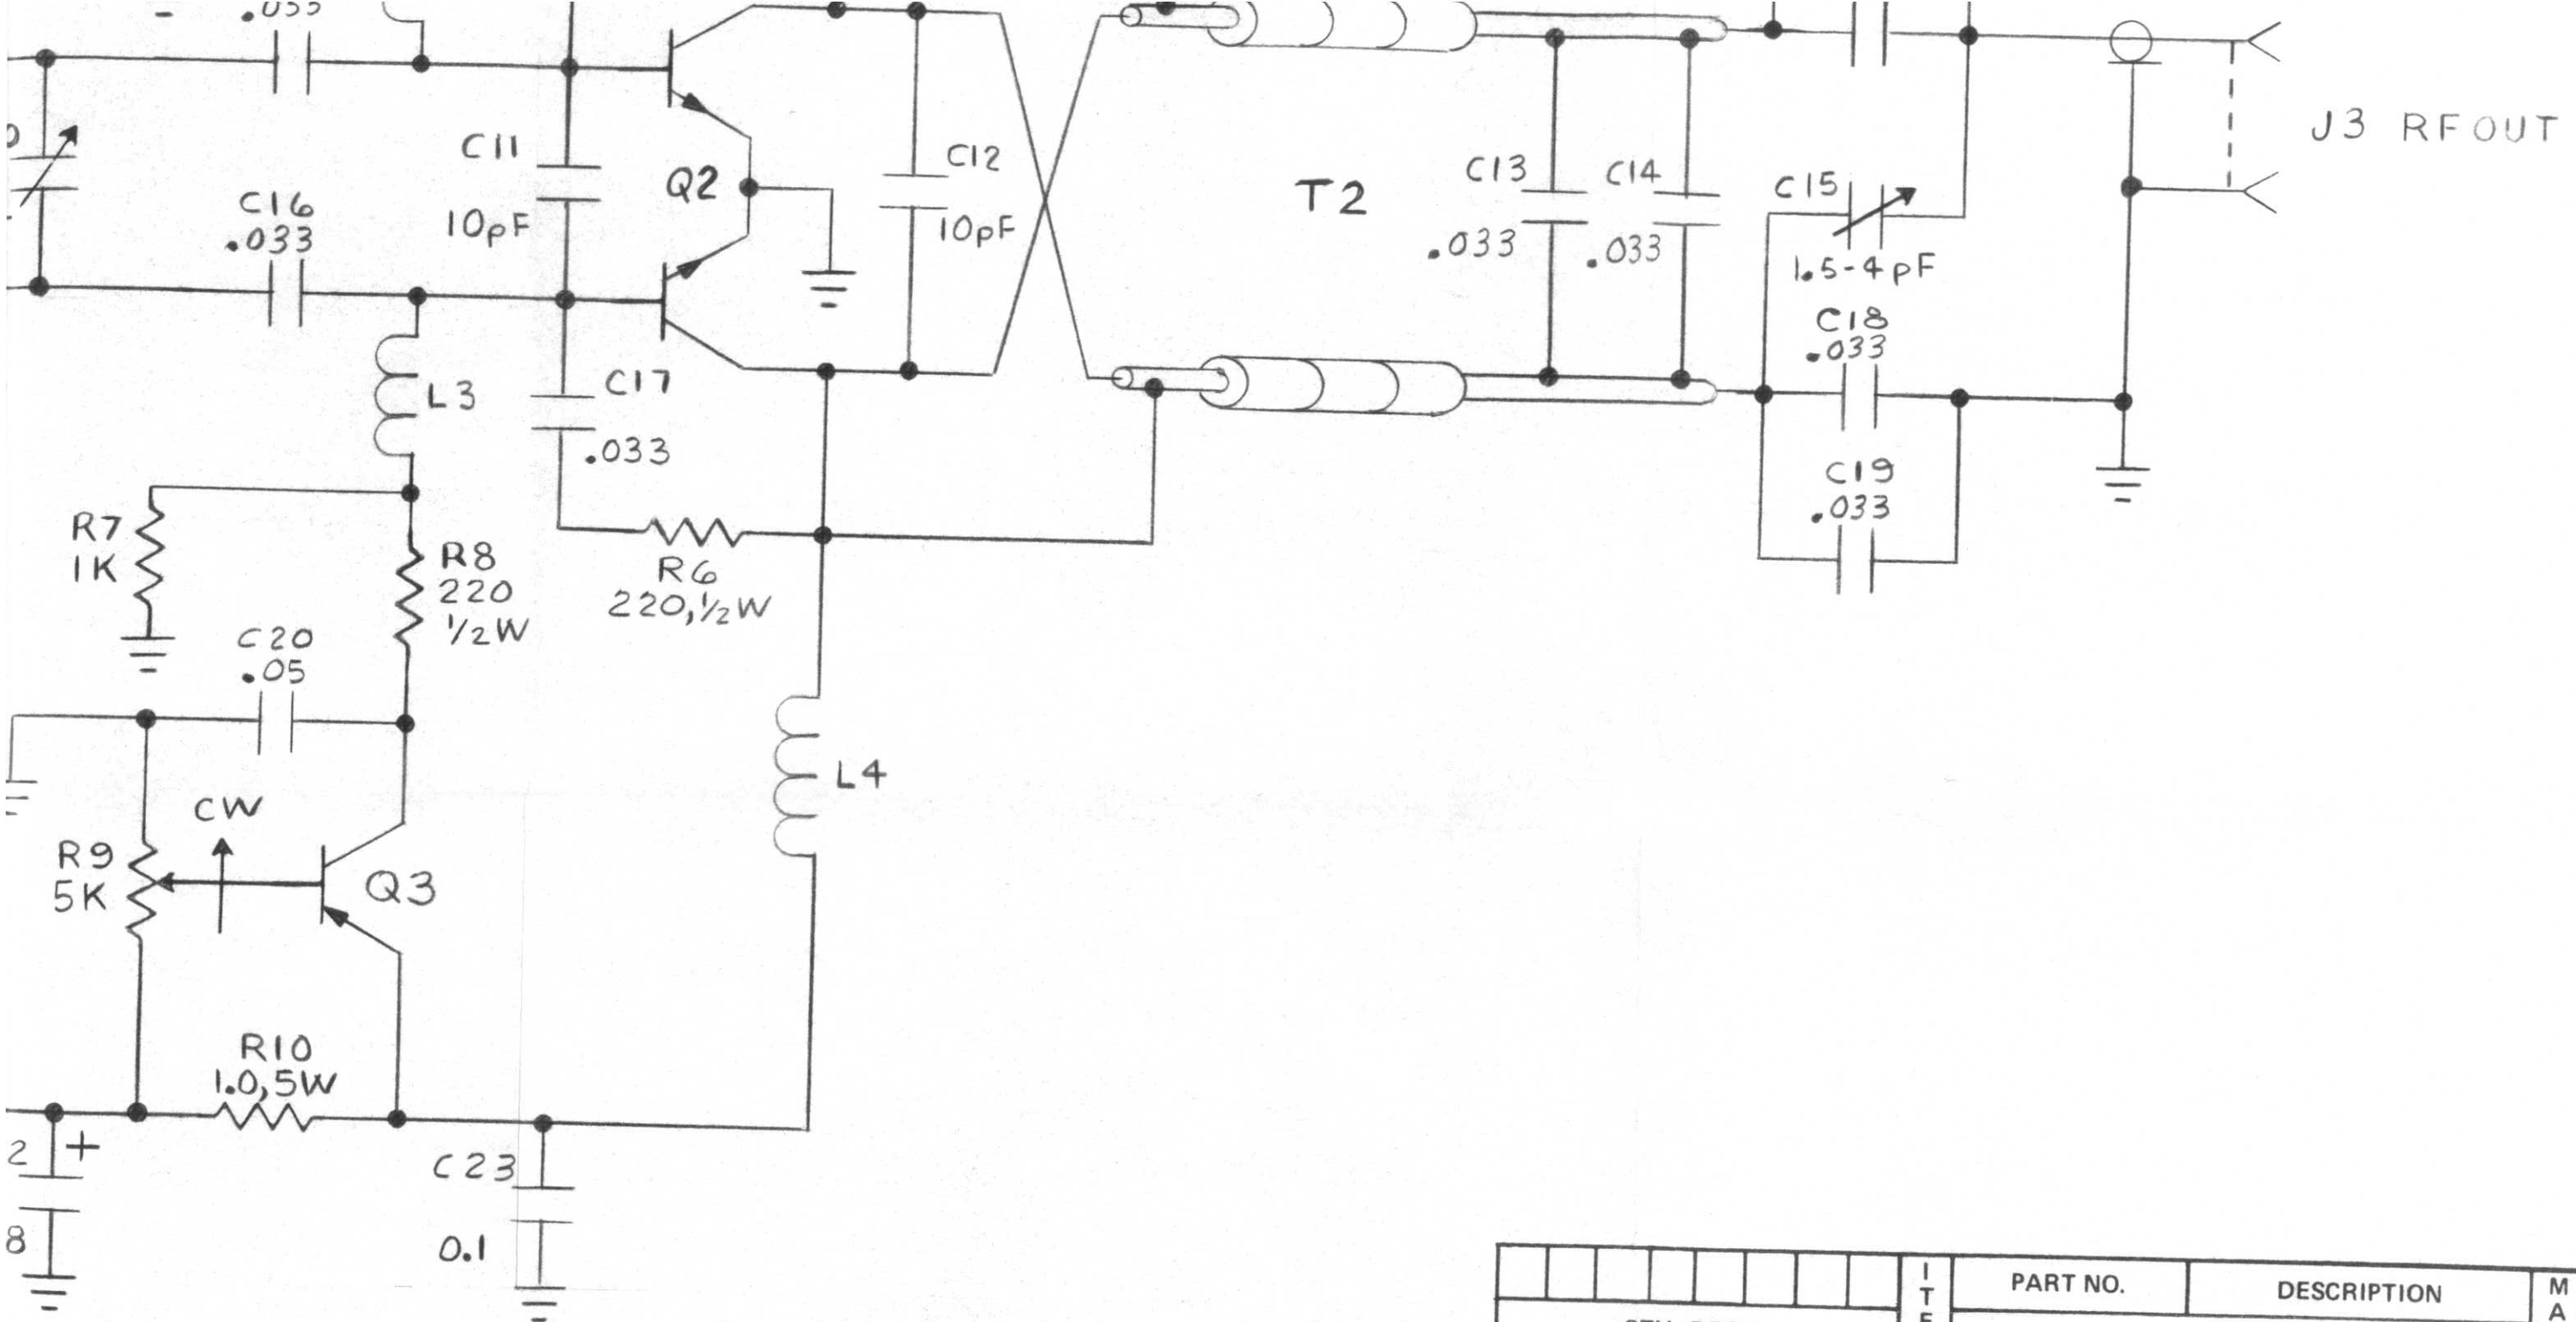 C11
10pF
Q2
C12
10pF
C16
.033
T2
C13
.033
C14
.033
C15
1.5-4pF
J3 RFOUT
C18
.033
C19
.033
L3
C17
.033
R7
1K
R8
220
1/2W
R6
220,1/2W
C20
.05
L4
CW
R9
5K
Q3
R10
1.0,5W
2
+
8
C23
0.1
PART NO.
DESCRIPTION